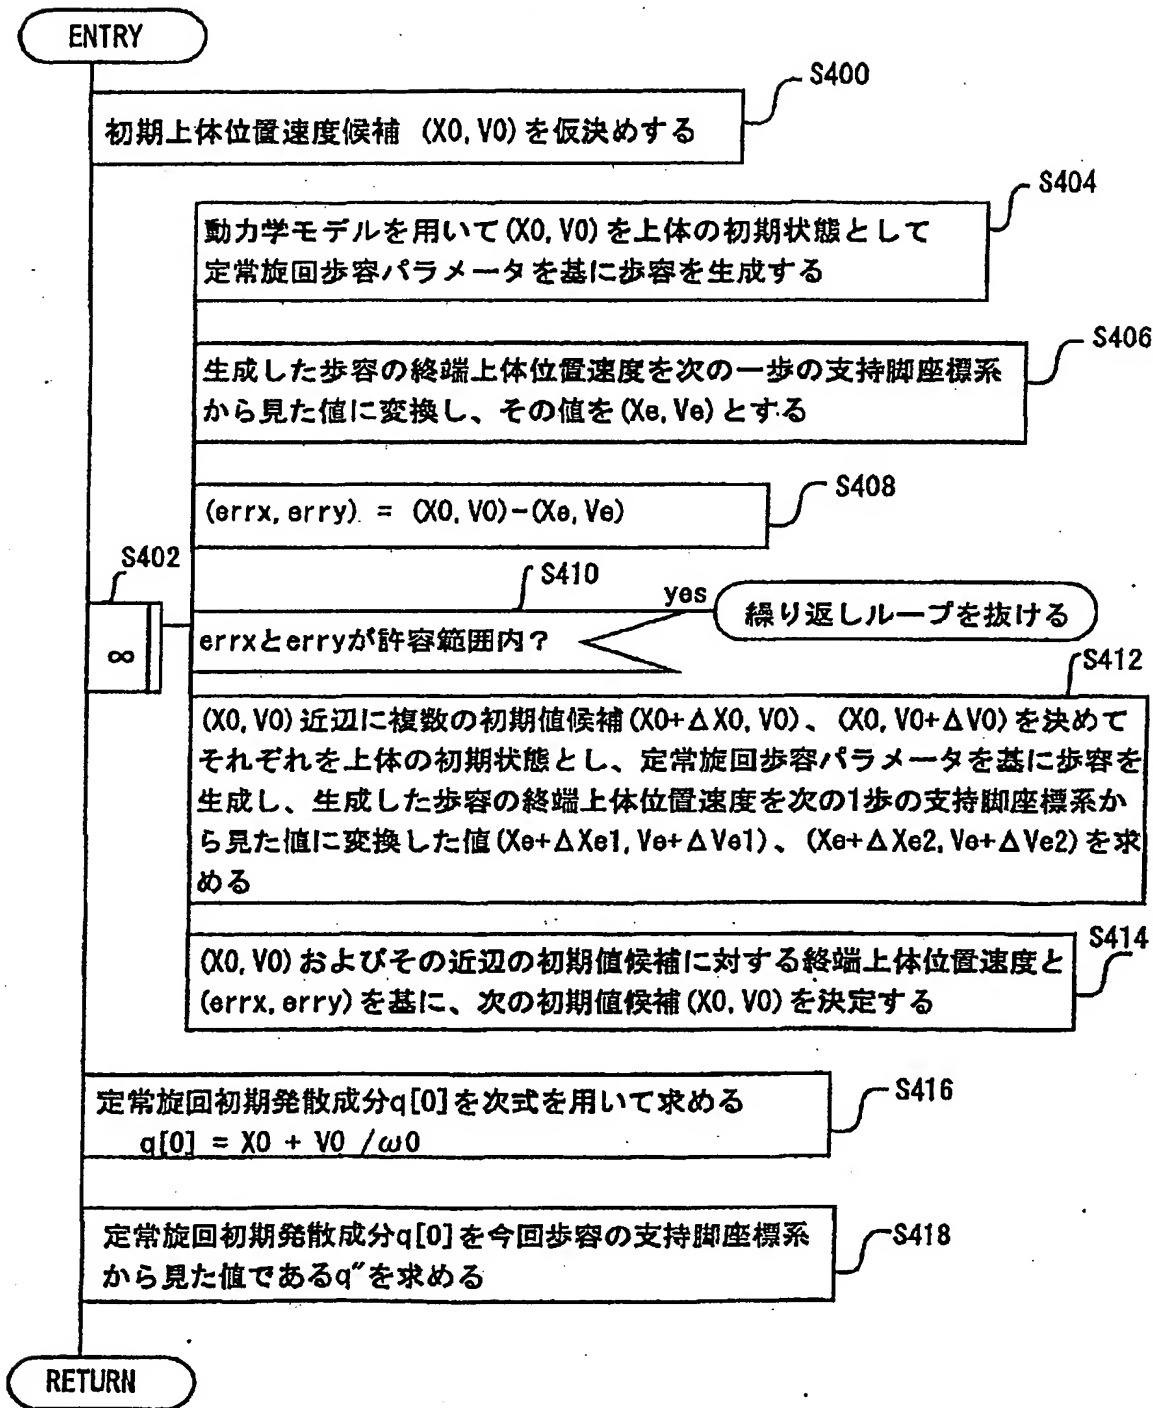 ENTRY
S400
初期上体位置速度候補 (X0, V0)を仮決めする
S404
動力学モデルを用いて(X0, V0)を上体の初期状態として
定常旋回歩容パラメータを基に歩容を生成する
S406
生成した歩容の終端上体位置速度を次の一歩の支持脚座標系
から見た値に変換し、その値を(Xe, Ve)とする
S408
(errx, erry) = (X0, V0)-(Xe, Ve)
S402
∞
S410
errxとerryが許容範囲内?
yes
繰り返しループを抜ける
S412
(X0, V0)近辺に複数の初期値候補(X0+ΔX0, V0)、(X0, V0+ΔV0)を決めて
それぞれを上体の初期状態とし、定常旋回歩容パラメータを基に歩容を
生成し、生成した歩容の終端上体位置速度を次の1歩の支持脚座標系か
ら見た値に変換した値(Xe+ΔXe1, Ve+ΔVe1)、(Xe+ΔXe2, Ve+ΔVe2)を求
める
S414
(X0, V0)およびその近辺の初期値候補に対する終端上体位置速度と
(errx, erry)を基に、次の初期値候補(X0, V0)を決定する
S416
定常旋回初期発散成分q[0]を次式を用いて求める
q[0] = X0 + V0 /ω0
S418
定常旋回初期発散成分q[0]を今回歩容の支持脚座標系
から見た値であるq″を求める
RETURN